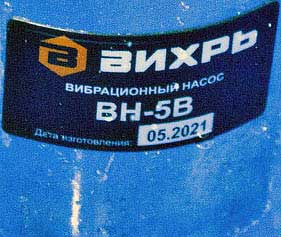 ВИХРЬ
ВИБРАЦИОННЫЙ НАСОС
ВН-5В
Дата изготовления: 05.2021